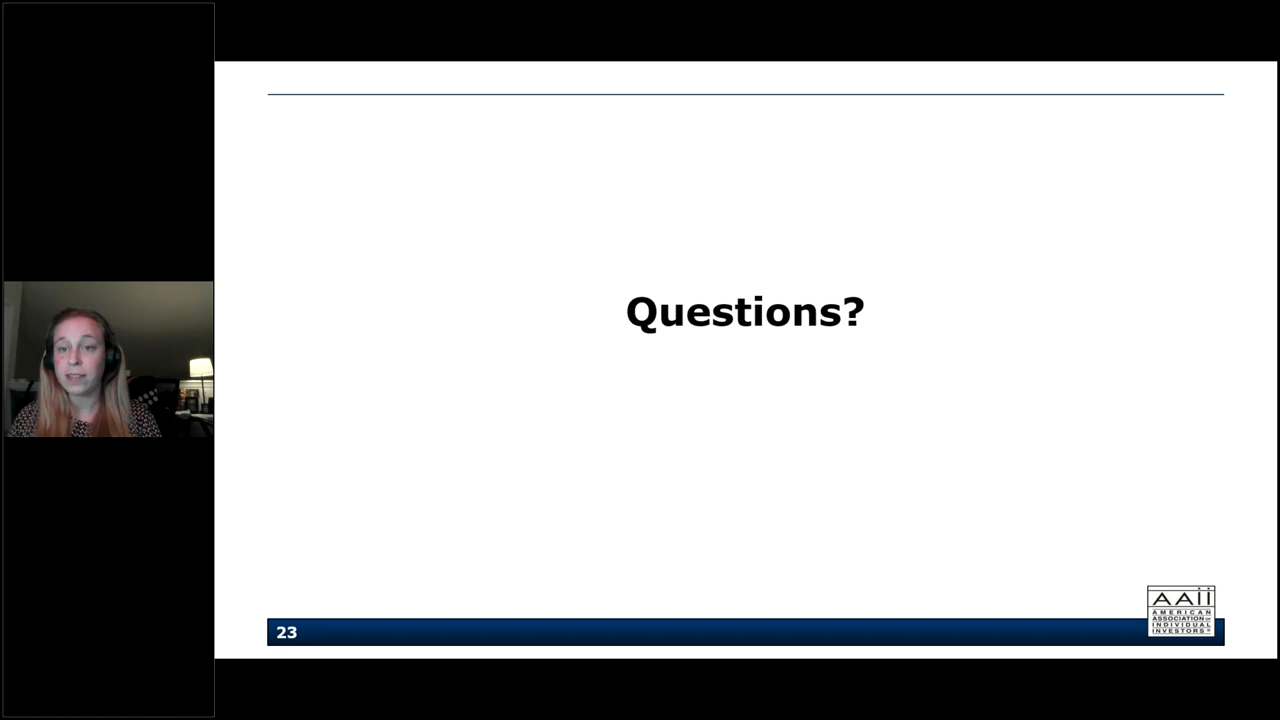 Questions?
23
AAII
AMERICAN
ASSOCIATION OF
INDIVIDUAL
INVESTORS®